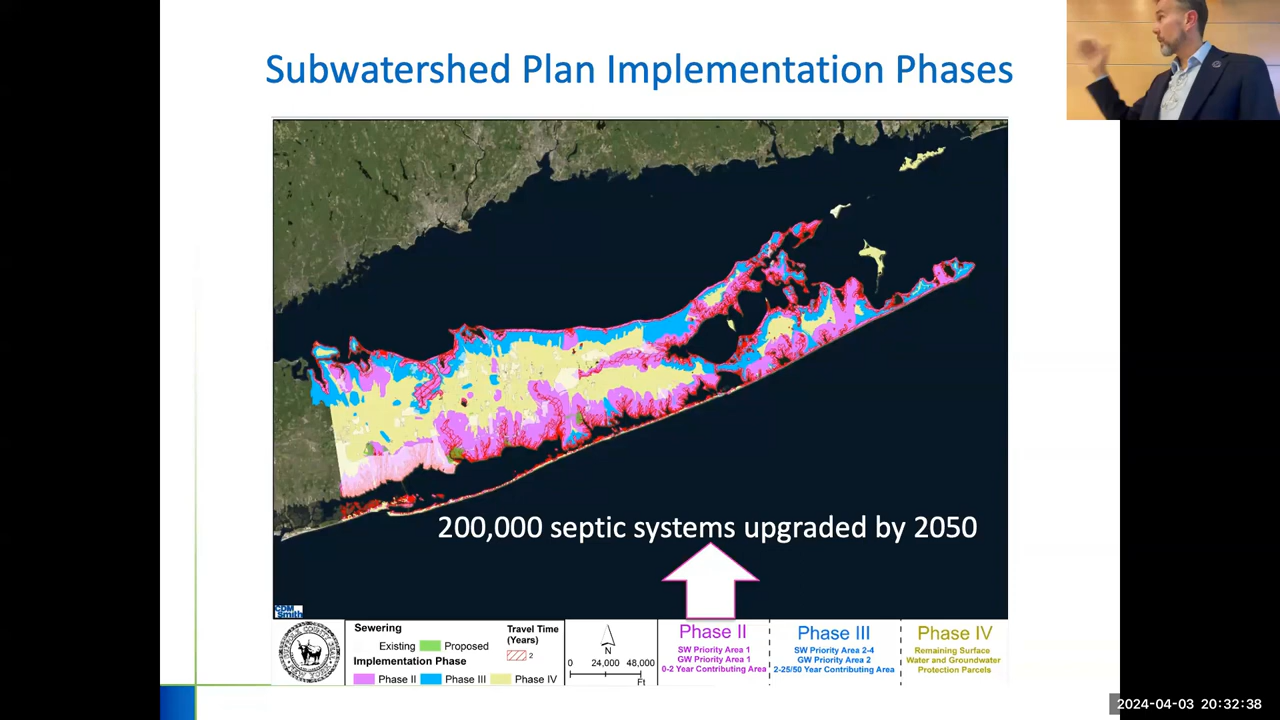 Subwatershed Plan Implementation Phases
200,000 septic systems upgraded by 2050
CDM
Smith
Sewering
Existing
Proposed
Implementation Phase
Phase II
Phase III
Phase IV
Travel Time
(Years)
2
N
0 24,000 48,000
Ft
Phase II
SW Priority Area 1
GW Priority Area 1
0-2 Year Contributing Area
Phase III
SW Priority Area 2-4
GW Priority Area 2
2-25/50 Year Contributing Area
Phase IV
Remaining Surface
Water and Groundwater
Protection Parcels
2024-04-03 20:32:38